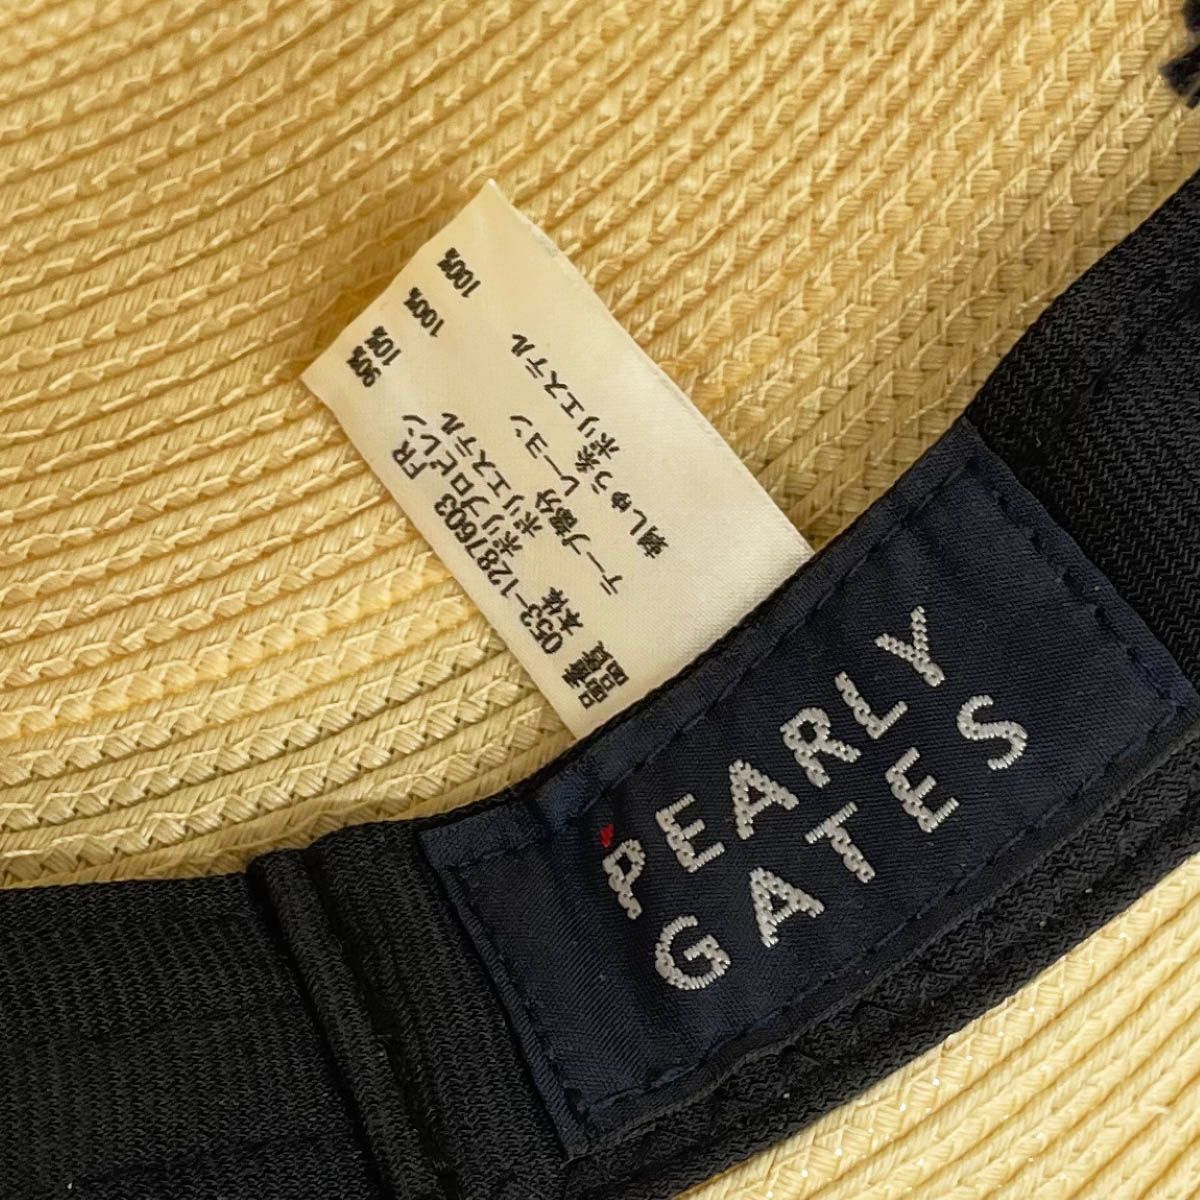 品番 053-1287603 FR
品質 本体 ポリプロピレン 90%
ポリエステル 10%
テープ部分 レーヨン 100%
刺しゅう糸 ポリエステル 100%
PEARLY
GATES